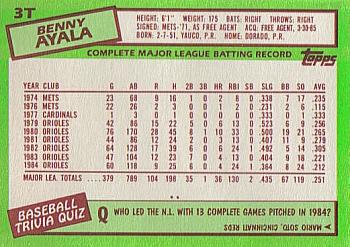 3T
BENNY AYALA
HEIGHT: 6'1" WEIGHT: 175 BATS: RIGHT THROWS: RIGHT
SIGNED: METS-'71, AS FREE AGENT ACQ: FREE AGENT, 3-30-85
BORN: 2-7-51, YAUCO, P.R. HOME: DORADO, P.R.
COMPLETE MAJOR LEAGUE BATTING RECORD
Topps
YEAR CLUB G AB R H 2B 3B HR RBI SB SLG BB SO AVG
1974 METS 23 68 9 16 1 0 2 8 0 .338 7 17 .235
1976 METS 22 26 2 3 0 0 1 2 0 .231 2 6 .115
1977 CARDINALS 1 3 0 1 0 0 0 0 0 .333 0 1 .333
1979 ORIOLES 42 86 15 22 5 0 6 13 0 .523 6 9 .256
1980 ORIOLES 76 170 28 45 8 1 10 33 0 .500 19 21 .265
1981 ORIOLES 44 86 12 24 2 0 3 13 0 .407 11 9 .279
1982 ORIOLES 64 128 17 39 6 0 6 24 1 .492 5 14 .305
1983 ORIOLES 47 104 12 23 7 0 4 13 0 .404 9 18 .221
1984 ORIOLES 60 118 9 25 6 0 4 24 1 .364 8 24 .212
MAJOR LEA. TOTALS 379 789 104 198 35 1 36 130 2 .435 67 119 .251
BASEBALL TRIVIA QUIZ
Q WHO LED THE N.L. WITH 13 COMPLETE GAMES PITCHED IN 1984?
A MARIO SOTO, CINCINNATI REDS